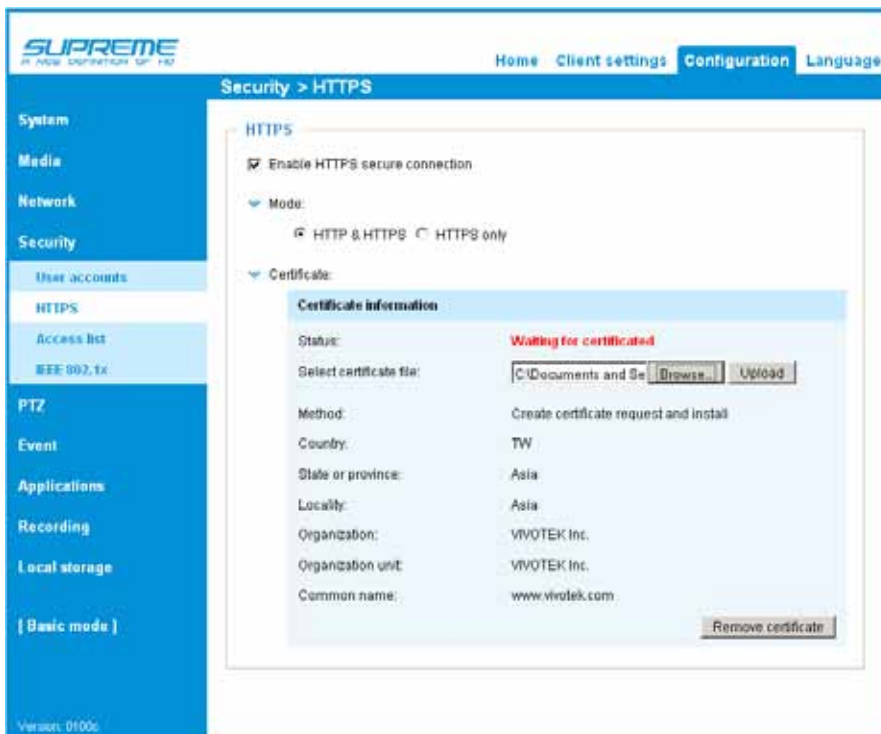 SUPREME
A NEW DEFINITION OF HD
Home Client settings Configuration Language
Security > HTTPS
System
Media
Network
Security
User accounts
HTTPS
Access list
IEEE 802.1x
PTZ
Event
Applications
Recording
Local storage
[ Basic mode ]
Version: 0100c
HTTPS
Enable HTTPS secure connection
Mode:
HTTP & HTTPS HTTPS only
Certificate:
Certificate information
Status: Waiting for certificated
Select certificate file: C:\Documents and Se Browse... Upload
Method: Create certificate request and install
Country: TW
State or province: Asia
Locality: Asia
Organization: VIVOTEK Inc.
Organization unit: VIVOTEK Inc.
Common name: www.vivotek.com
Remove certificate